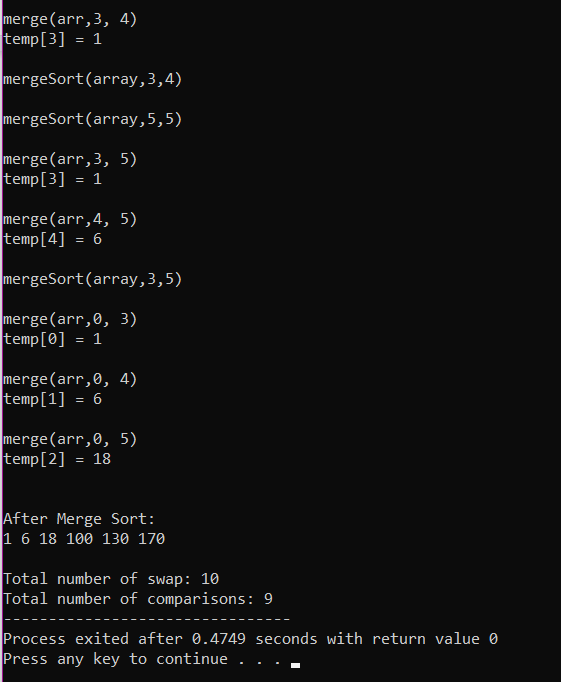 merge(arr,3, 4)
temp[3] = 1
mergeSort(array,3,4)
mergeSort(array,5,5)
merge(arr,3, 5)
temp[3] = 1
merge(arr,4, 5)
temp[4] = 6
mergeSort(array,3,5)
merge(arr,0, 3)
temp[0] = 1
merge(arr,0, 4)
temp[1] = 6
merge(arr,0, 5)
temp[2] = 18
After Merge Sort:
1 6 18 100 130 170
Total number of swap: 10
Total number of comparisons: 9
--------------------------------
Process exited after 0.4749 seconds with return value 0
Press any key to continue . . .